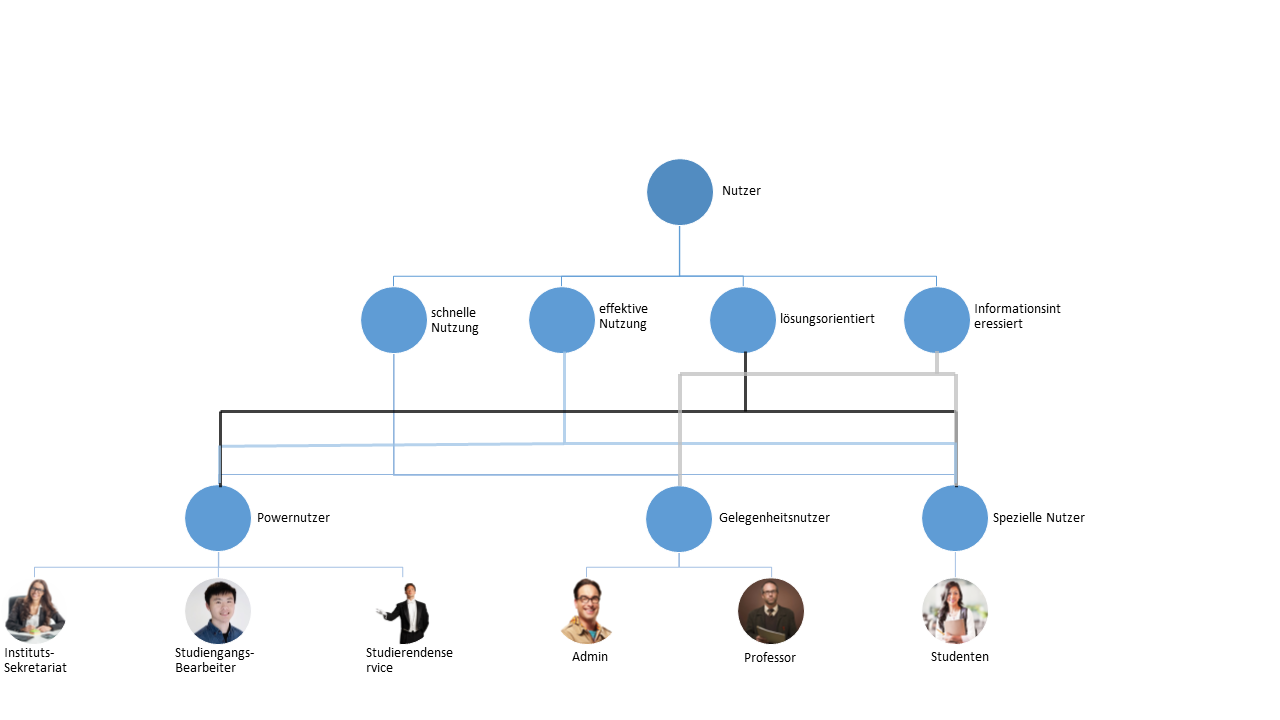 Nutzer
schnelle
Nutzung
effektive
Nutzung
lösungsorientiert
Informationsint
eressiert
Powernutzer
Gelegenheitsnutzer
Spezielle Nutzer
Instituts-
Sekretariat
Studiengangs-
Bearbeiter
Studierendense
rvice
Admin
Professor
Studenten